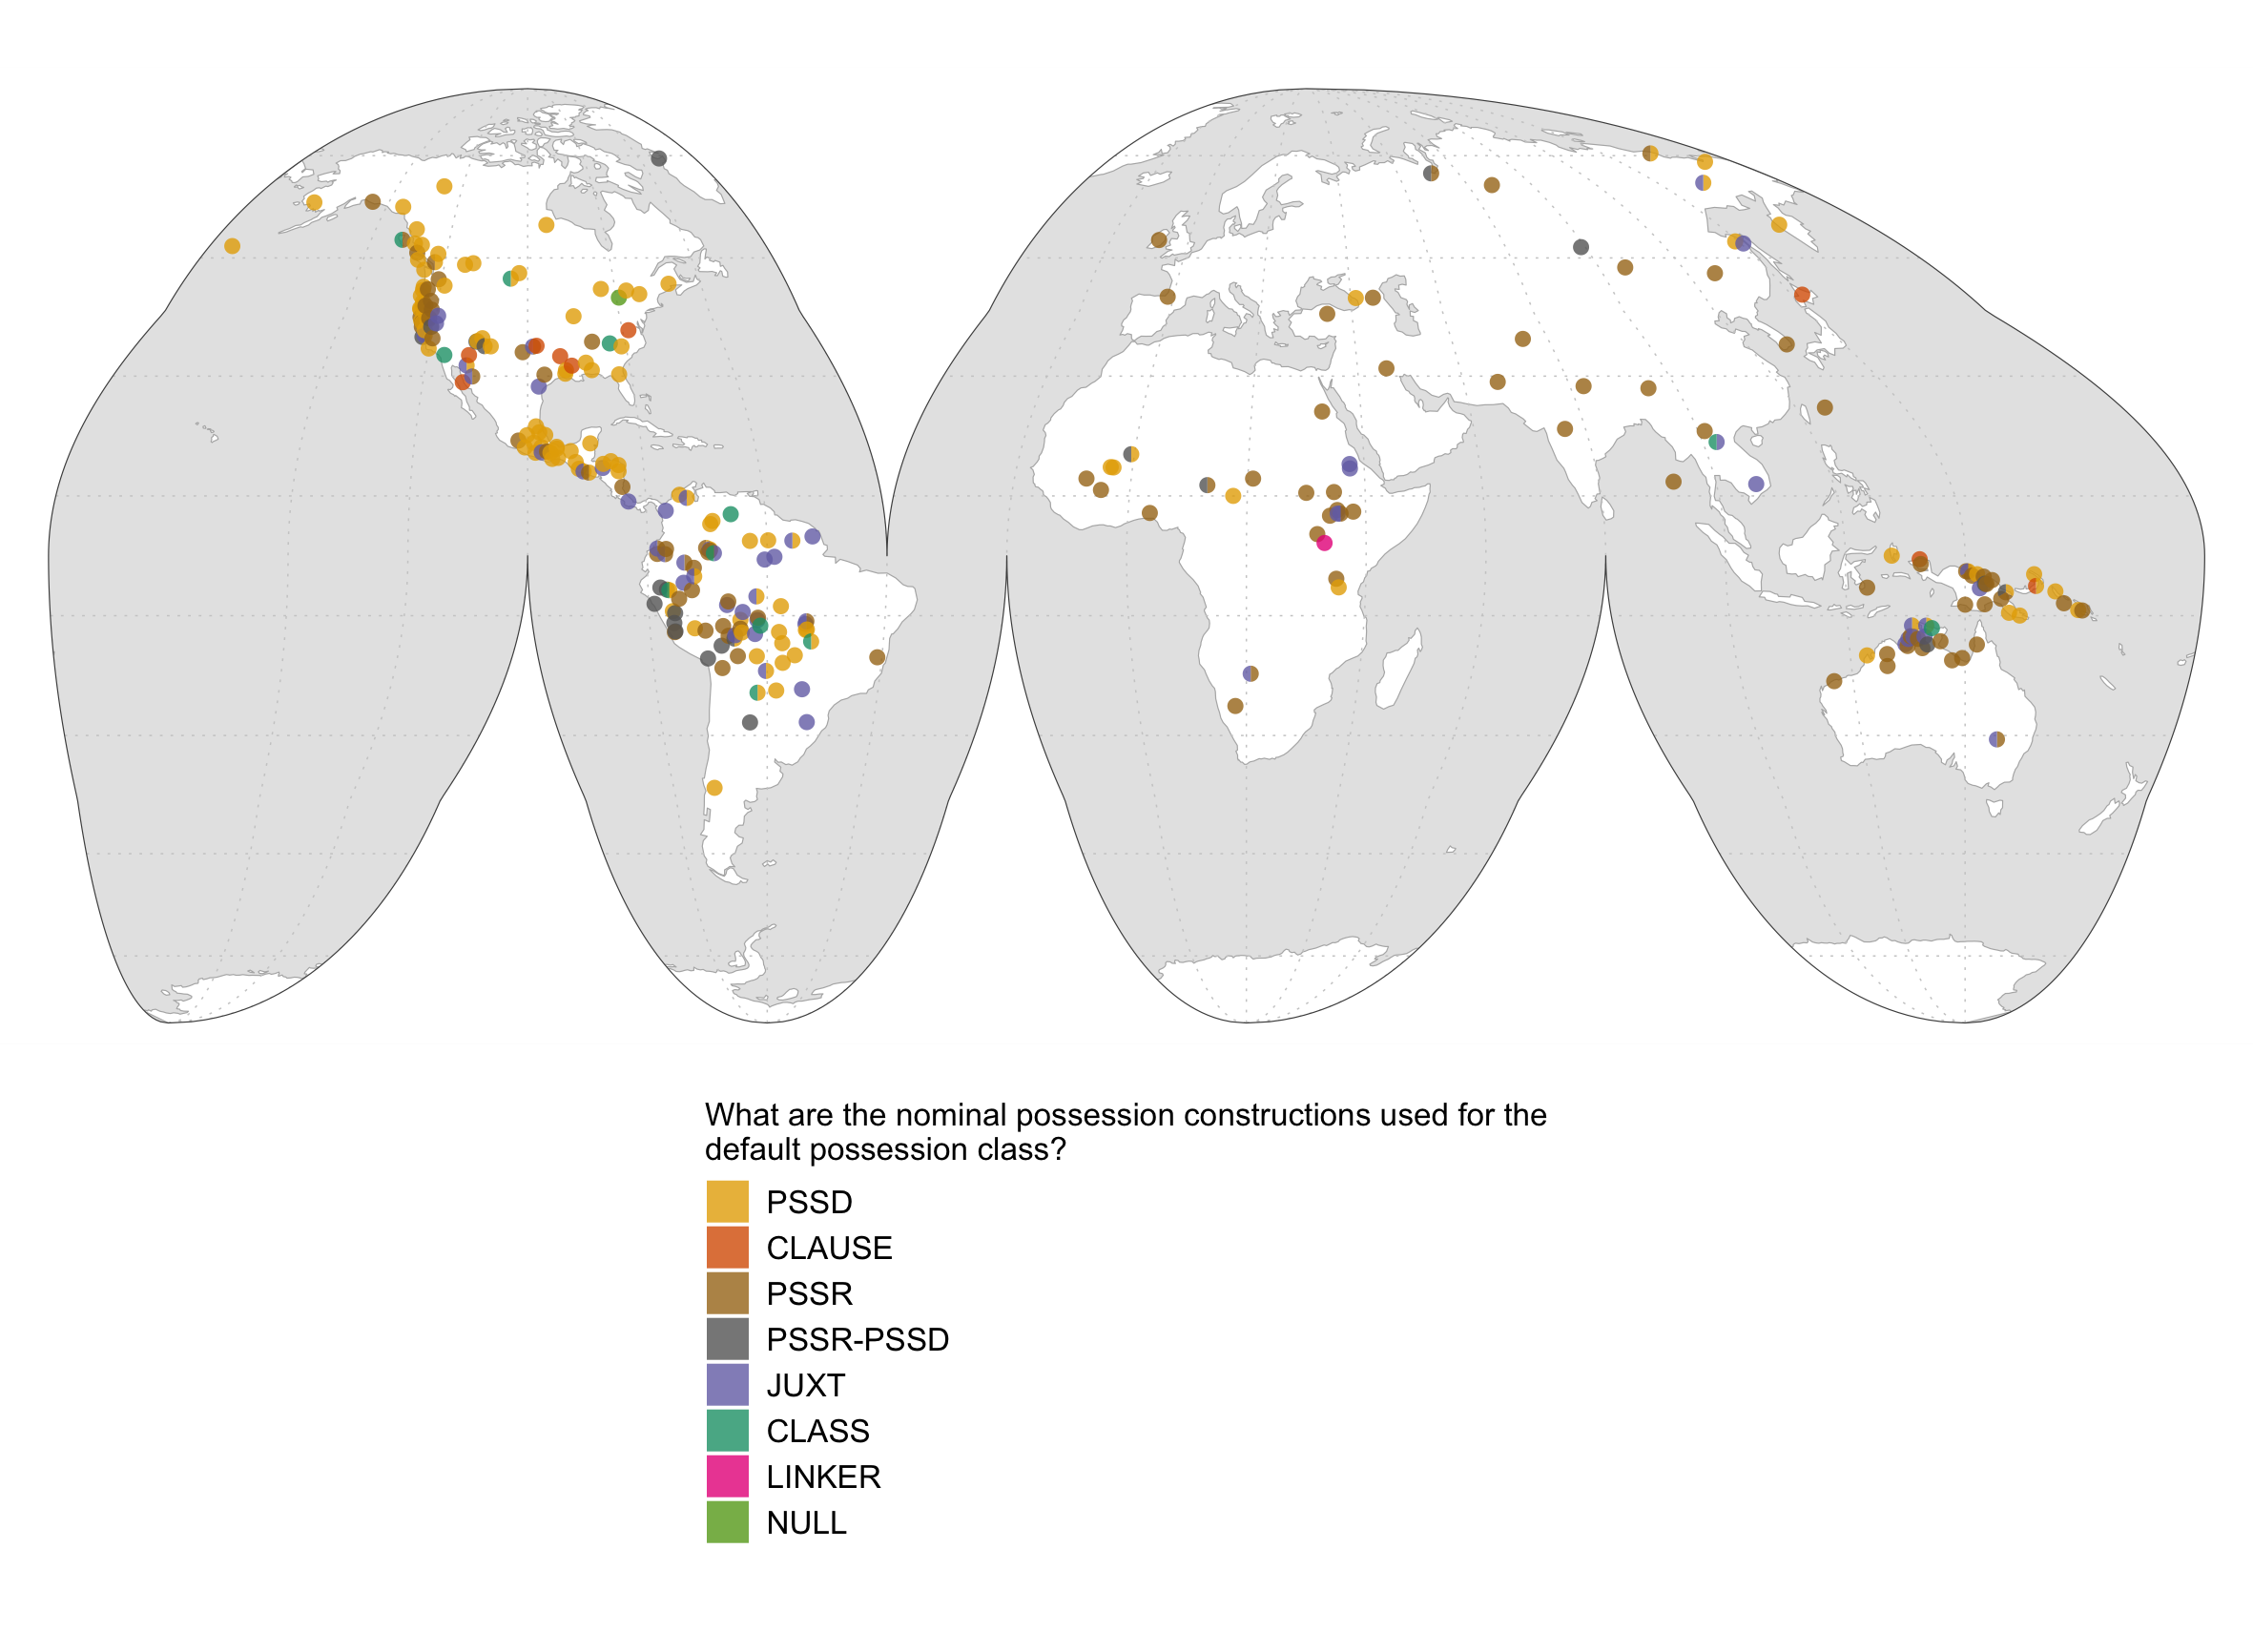 What are the nominal possession constructions used for the
default possession class?
PSSD
CLAUSE
PSSR
PSSR-PSSD
JUXT
CLASS
LINKER
NULL